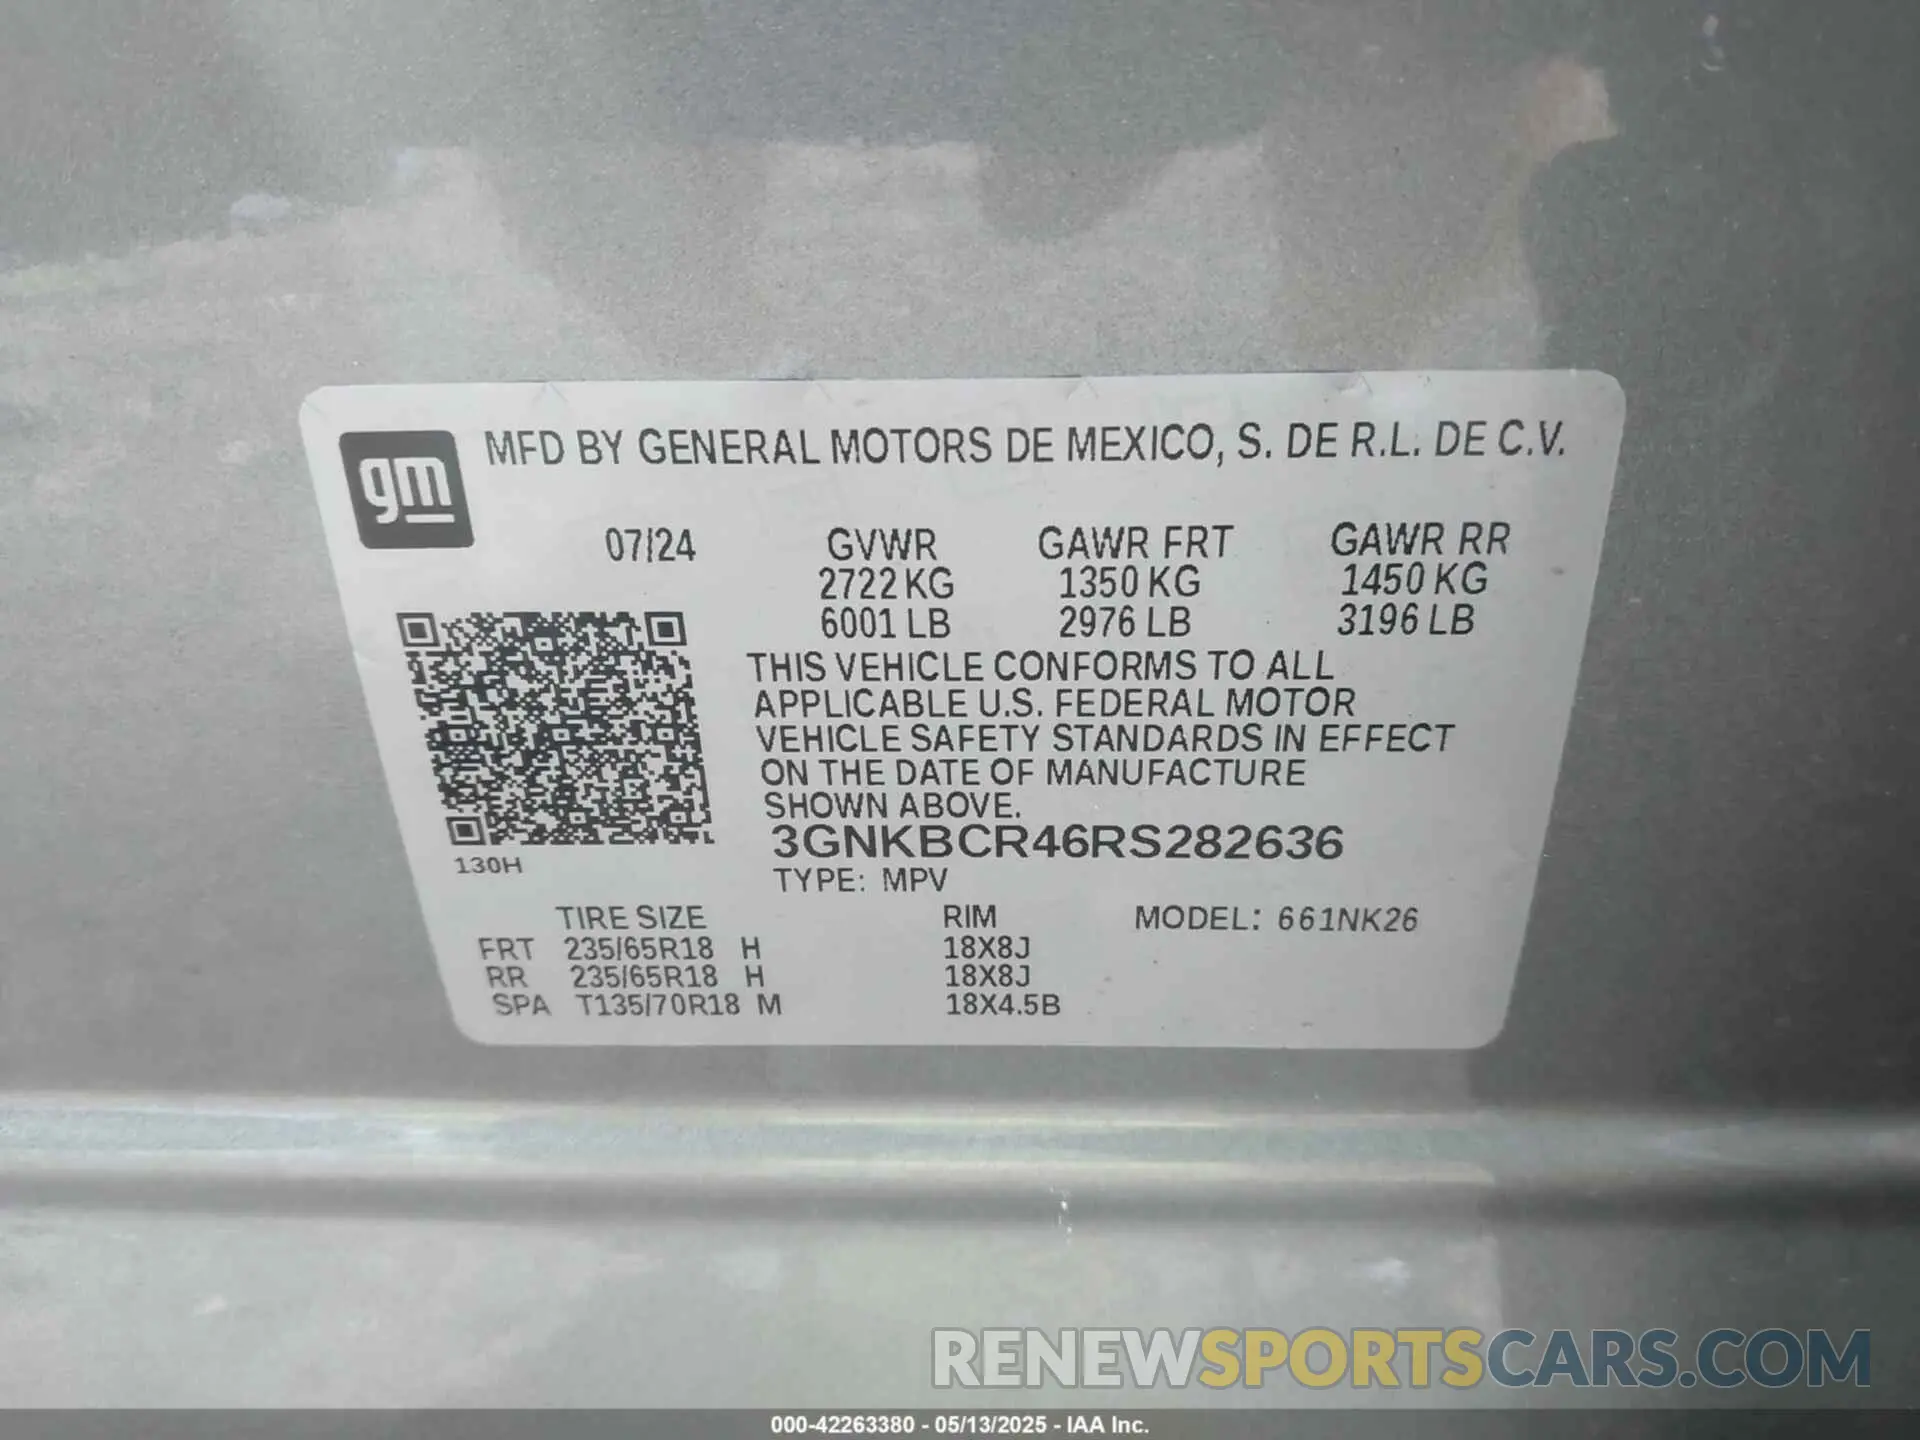 gm
MFD BY GENERAL MOTORS DE MEXICO, S. DE R.L. DE C.V.
07/24 GVWR GAWR FRT GAWR RR
2722 KG 1350 KG 1450 KG
6001 LB 2976 LB 3196 LB
THIS VEHICLE CONFORMS TO ALL
APPLICABLE U.S. FEDERAL MOTOR
VEHICLE SAFETY STANDARDS IN EFFECT
ON THE DATE OF MANUFACTURE
SHOWN ABOVE.
3GNKBCR46RS282636
130H
TYPE: MPV
TIRE SIZE RIM MODEL: 661NK26
FRT 235/65R18 H 18X8J
RR 235/65R18 H 18X8J
SPA T135/70R18 M 18X4.5B
RENEWSPORTSCARS.COM
000-42263380 - 05/13/2025 - IAA Inc.